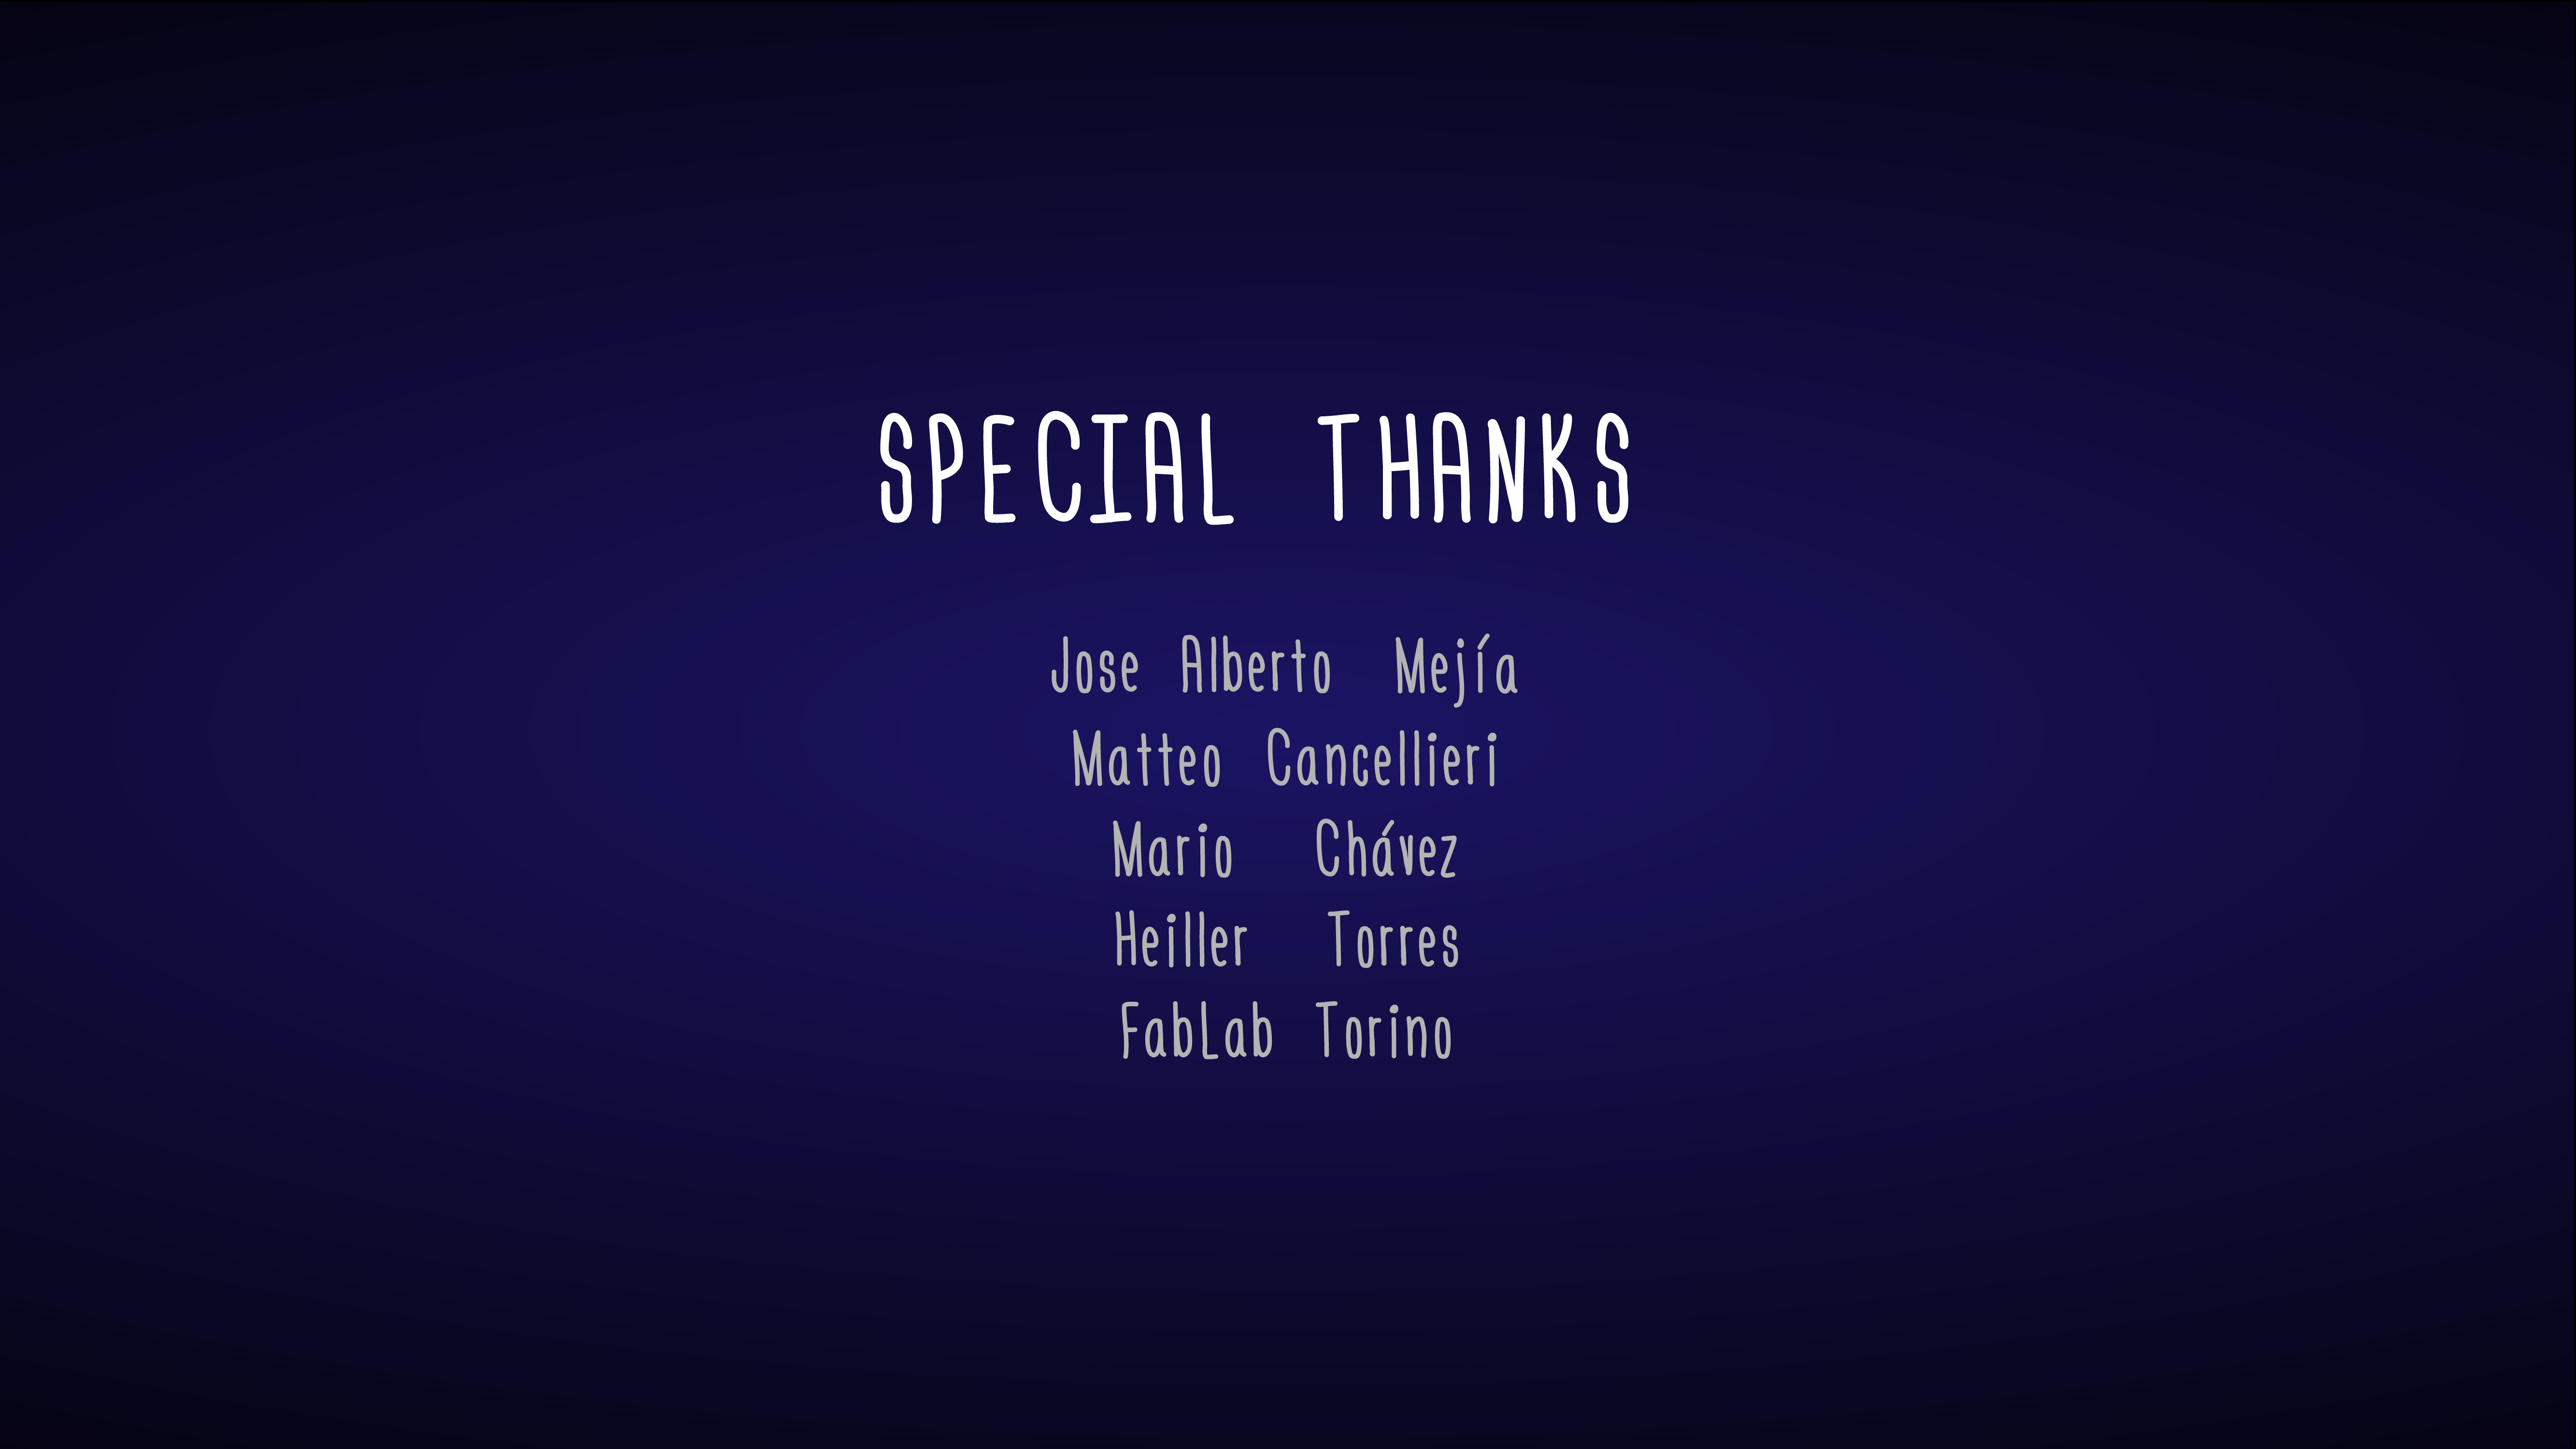 SPECIAL THANKS
Jose Alberto Mejía
Matteo Cancellieri
Mario Chávez
Heiller Torres
FabLab Torino